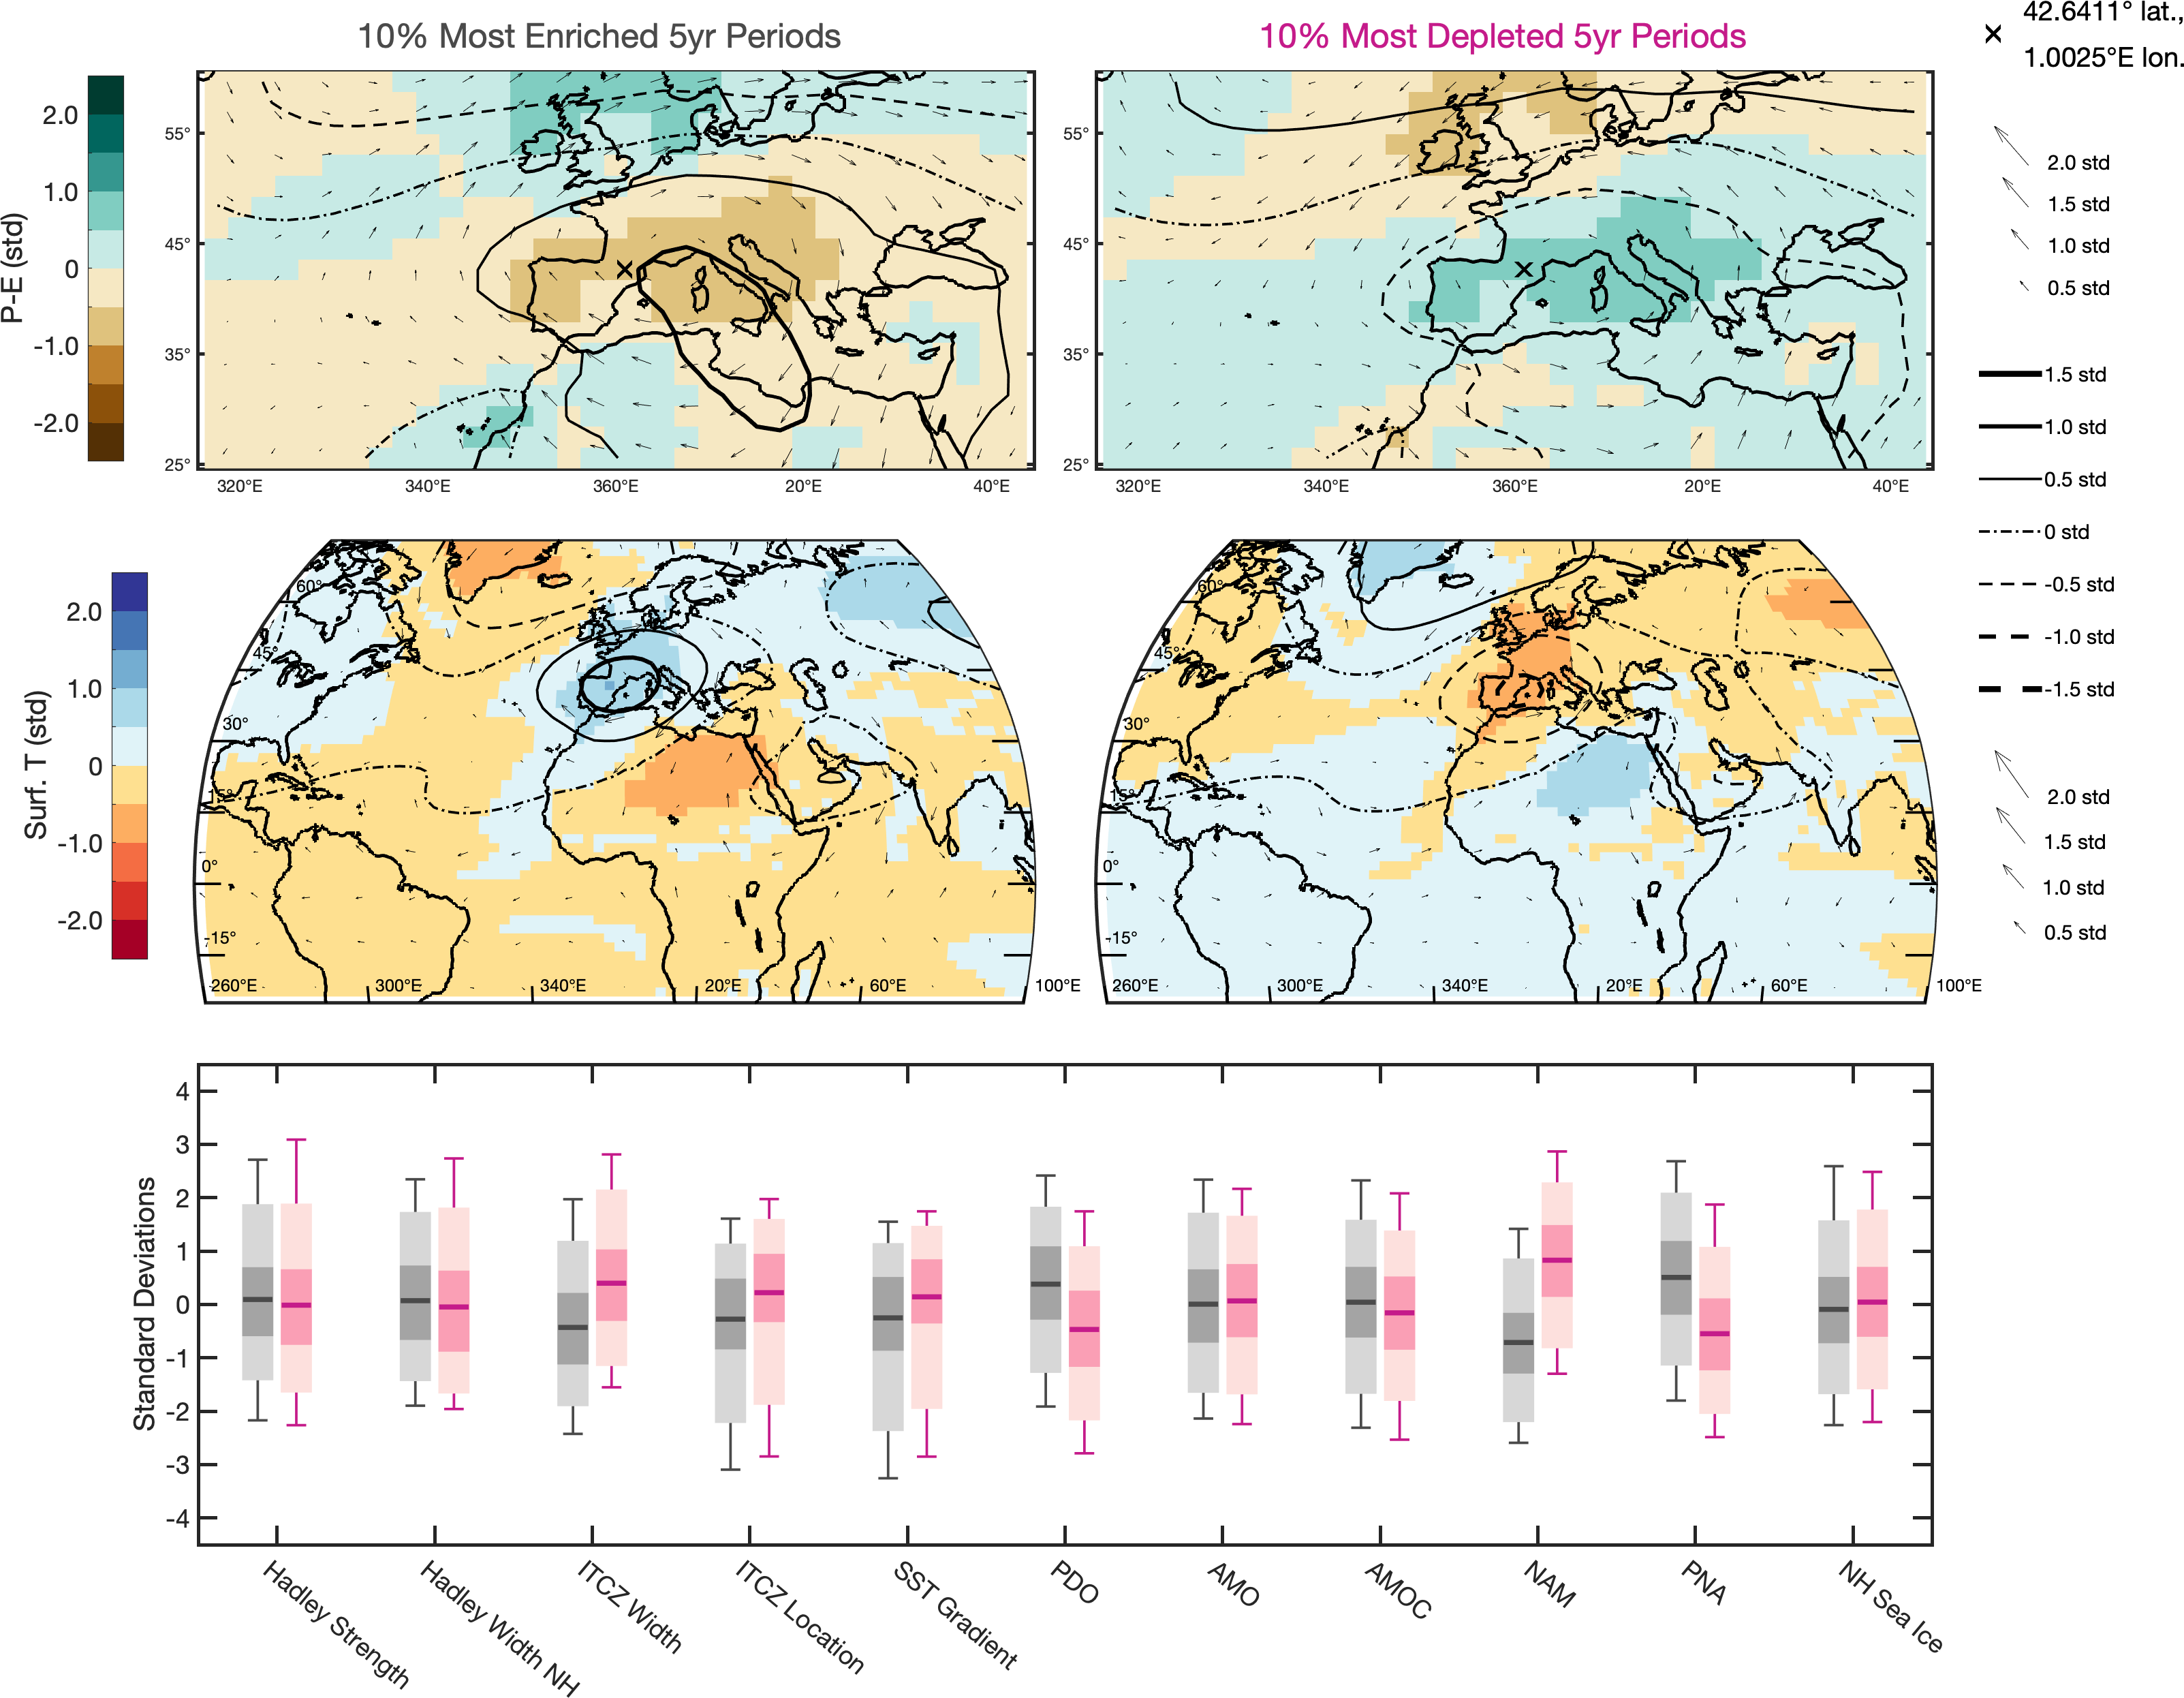 10% Most Enriched 5yr Periods
10% Most Depleted 5yr Periods
42.6411° lat.,
1.0025°E lon.
P-E (std)
2.0
1.0
0
-1.0
-2.0
55°
45°
35°
25°
320°E
340°E
360°E
20°E
40°E
55°
45°
35°
25°
320°E
340°E
360°E
20°E
40°E
2.0 std
1.5 std
1.0 std
0.5 std
1.5 std
1.0 std
0.5 std
0 std
-0.5 std
-1.0 std
-1.5 std
Surf. T (std)
2.0
1.0
0
-1.0
-2.0
60°
45°
30°
15°
0°
-15°
260°E
300°E
340°E
20°E
60°E
100°E
60°
45°
30°
15°
0°
-15°
260°E
300°E
340°E
20°E
60°E
100°E
2.0 std
1.5 std
1.0 std
0.5 std
Standard Deviations
4
3
2
1
0
-1
-2
-3
-4
Hadley Strength
Hadley Width NH
ITCZ Width
ITCZ Location
SST Gradient
PDO
AMO
AMOC
NAM
PNA
NH Sea Ice